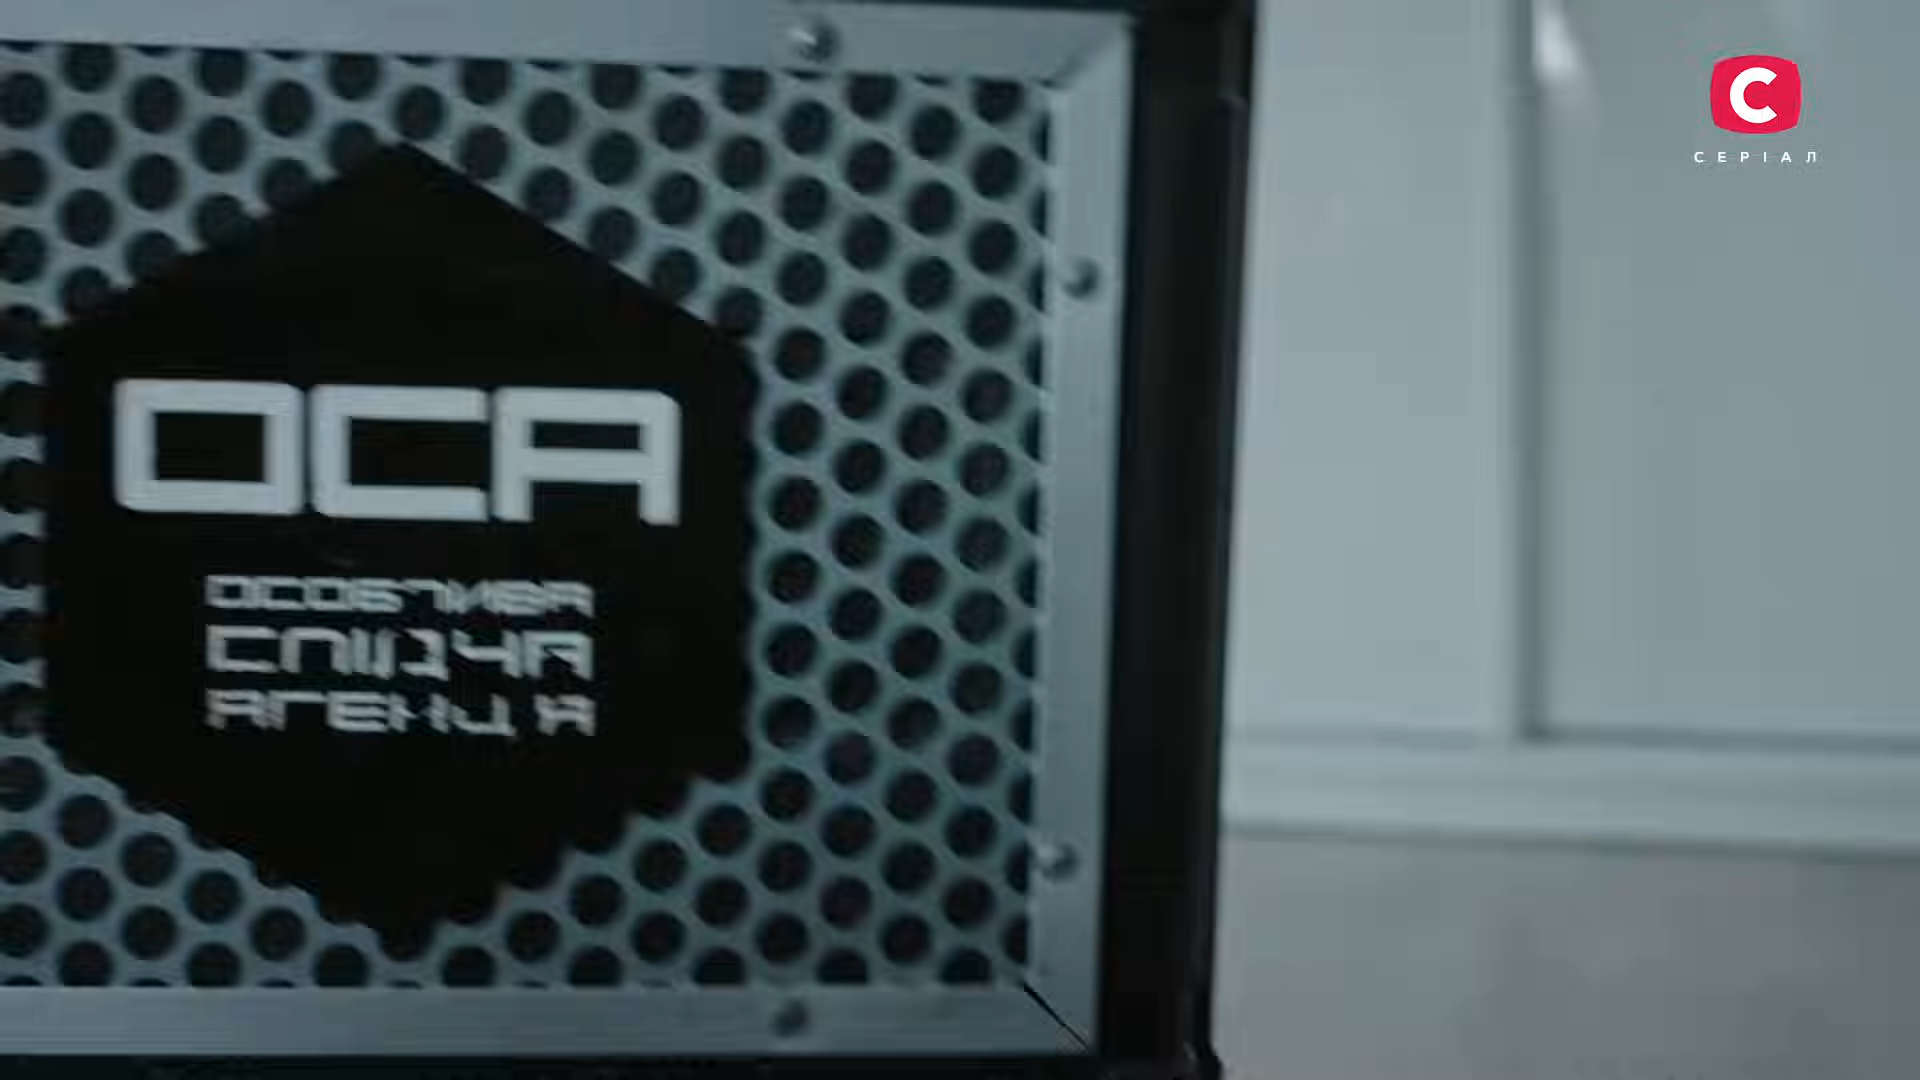 ОСА
ОСОБЛИВА
СЛІДЧА
АГЕНЦІЯ
С
СЕРІАЛ